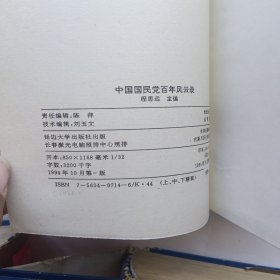 中国国民党百年风云录
程思远 主编
责任编辑：陈 萍
技术编辑：刘玉文
延边大学出版社出版
长春激光电脑照排中心照排
开本：850×1168毫米 1/32
字数：3200千字
1994年10月第一版
ISBN 7-5634-0714-6/K·44 (上、中、下册装)